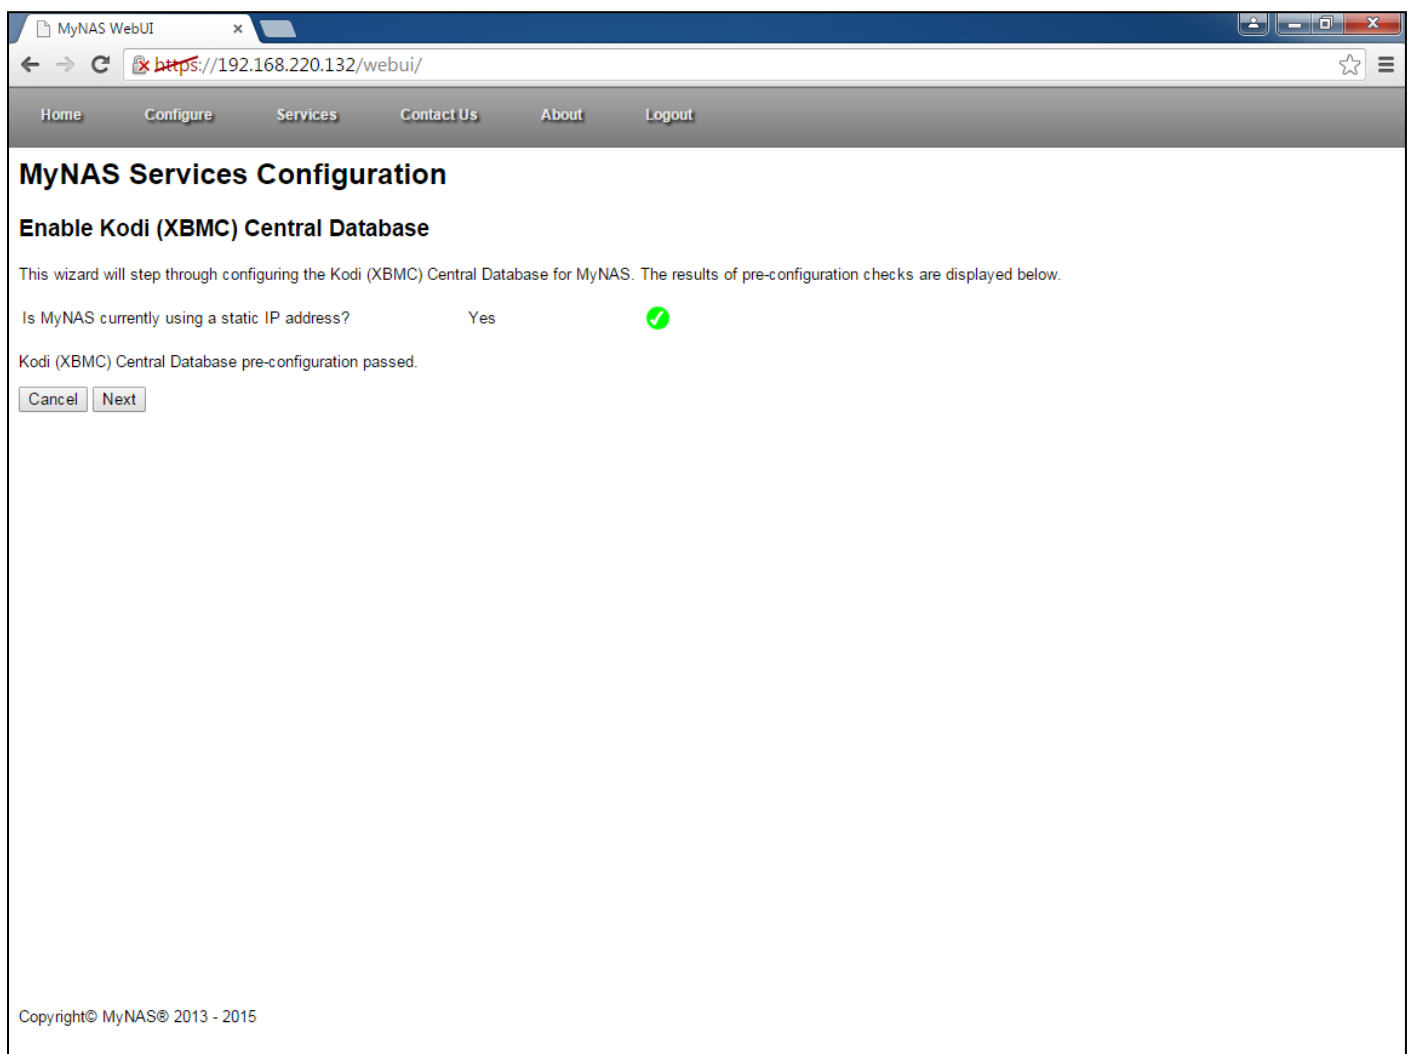 MyNAS WebUI
https://192.168.220.132/webui/
Home Configure Services Contact Us About Logout
MyNAS Services Configuration
Enable Kodi (XBMC) Central Database
This wizard will step through configuring the Kodi (XBMC) Central Database for MyNAS. The results of pre-configuration checks are displayed below.
Is MyNAS currently using a static IP address? Yes
Kodi (XBMC) Central Database pre-configuration passed.
Cancel Next
Copyright© MyNAS® 2013 - 2015